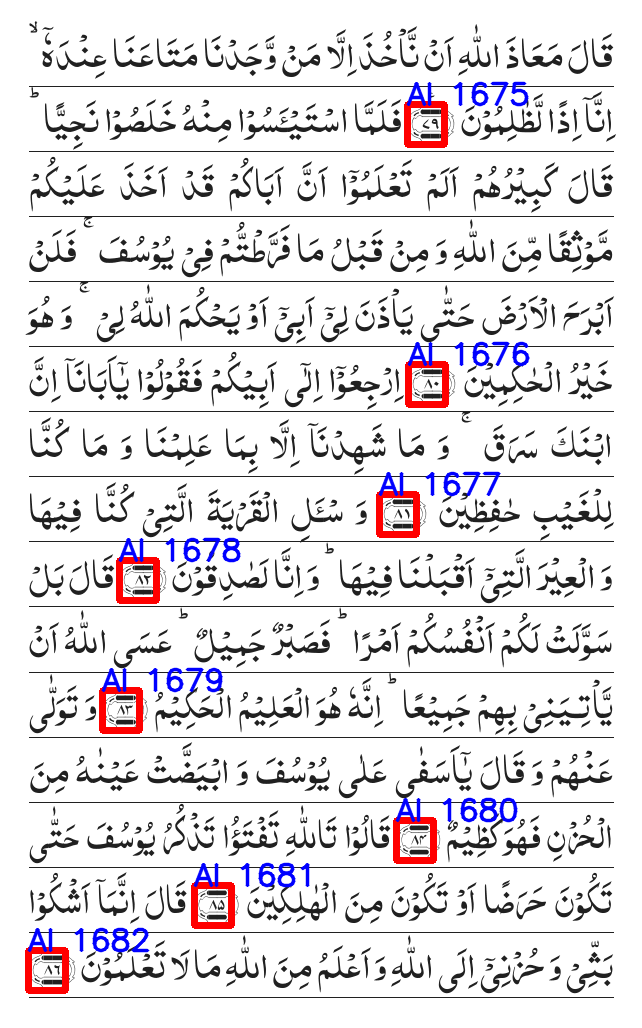 قَالَ مَعَاذَ اللّٰهِ اَنْ نَّاْخُذَ اِلَّا مَنْ وَّجَدْنَا مَتَاعَنَا عِنْدَهٗۤ ۙ
اِنَّاۤ اِذًا لَّظٰلِمُوْنَ ﴿۷۹﴾ فَلَمَّا اسْتَيْـَٔسُوْا مِنْهُ خَلَصُوْا نَجِيًّا ؕ
AI 1675
قَالَ كَبِيْرُهُمْ اَلَمْ تَعْلَمُوْۤا اَنَّ اَبَاكُمْ قَدْ اَخَذَ عَلَيْكُمْ
مَّوْثِقًا مِّنَ اللّٰهِ وَ مِنْ قَبْلُ مَا فَرَّطْتُّمْ فِيْ يُوْسُفَ ۚ فَلَنْ
اَبْرَحَ الْاَرْضَ حَتّٰى يَاْذَنَ لِيْۤ اَبِيْۤ اَوْ يَحْكُمَ اللّٰهُ لِيْ ۚ وَ هُوَ
خَيْرُ الْحٰكِمِيْنَ ﴿۸۰﴾ اِرْجِعُوْۤا اِلٰۤى اَبِيْكُمْ فَقُوْلُوْا يٰۤاَبَانَاۤ اِنَّ
AI 1676
ابْنَكَ سَرَقَ ۚ وَ مَا شَهِدْنَاۤ اِلَّا بِمَا عَلِمْنَا وَ مَا كُنَّا
لِلْغَيْبِ حٰفِظِيْنَ ﴿۸۱﴾ وَ سْـَٔلِ الْقَرْيَةَ الَّتِيْ كُنَّا فِيْهَا
AI 1677
وَ الْعِيْرَ الَّتِيْۤ اَقْبَلْنَا فِيْهَا ؕ وَ اِنَّا لَصٰدِقُوْنَ ﴿۸۲﴾ قَالَ بَلْ
AI 1678
سَوَّلَتْ لَكُمْ اَنْفُسُكُمْ اَمْرًا ؕ فَصَبْرٌ جَمِيْلٌ ؕ عَسَى اللّٰهُ اَنْ
يَّاْتِيَنِيْ بِهِمْ جَمِيْعًا ؕ اِنَّهٗ هُوَ الْعَلِيْمُ الْحَكِيْمُ ﴿۸۳﴾ وَ تَوَلّٰى
AI 1679
عَنْهُمْ وَ قَالَ يٰۤاَسَفٰى عَلٰى يُوْسُفَ وَ ابْيَضَّتْ عَيْنٰهُ مِنَ
الْحُزْنِ فَهُوَ كَظِيْمٌ ﴿۸۴﴾ قَالُوْا تَاللّٰهِ تَفْتَؤُا تَذْكُرُ يُوْسُفَ حَتّٰى
AI 1680
تَكُوْنَ حَرَضًا اَوْ تَكُوْنَ مِنَ الْهٰلِكِيْنَ ﴿۸۵﴾ قَالَ اِنَّمَاۤ اَشْكُوْا
AI 1681
بَثِّيْ وَ حُزْنِيْۤ اِلَى اللّٰهِ وَ اَعْلَمُ مِنَ اللّٰهِ مَا لَا تَعْلَمُوْنَ ﴿۸۶﴾
AI 1682